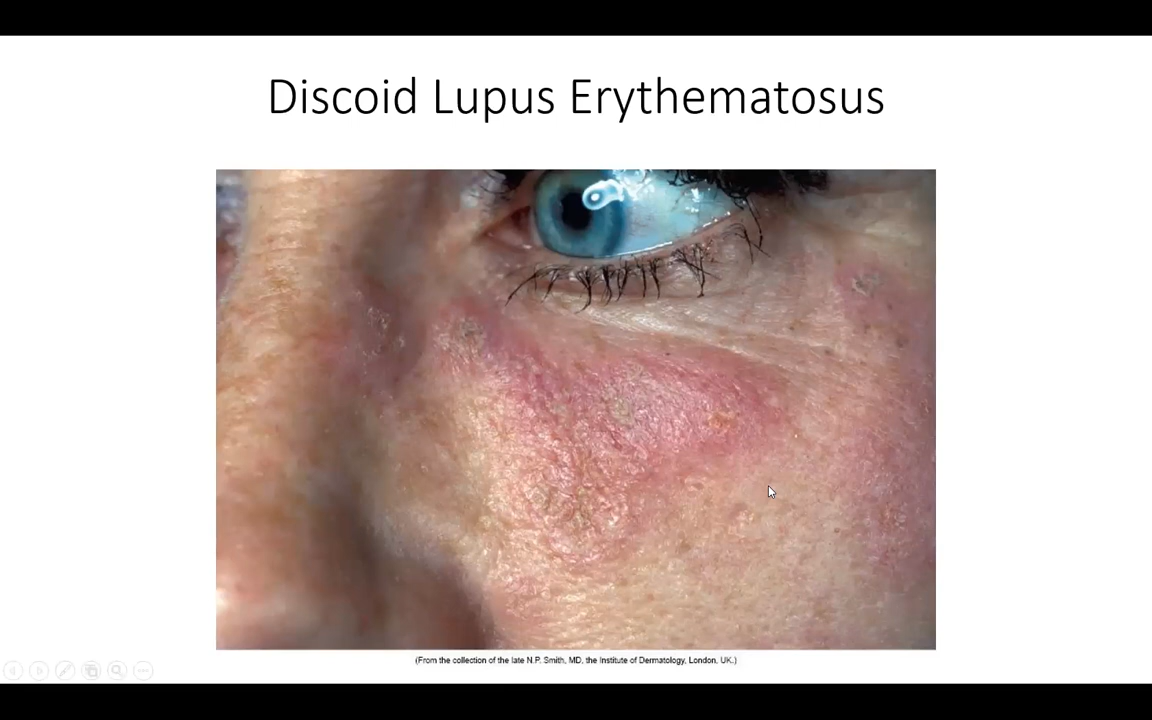 Discoid Lupus Erythematosus
(From the collection of the late N.P. Smith, MD, the Institute of Dermatology, London, UK.)